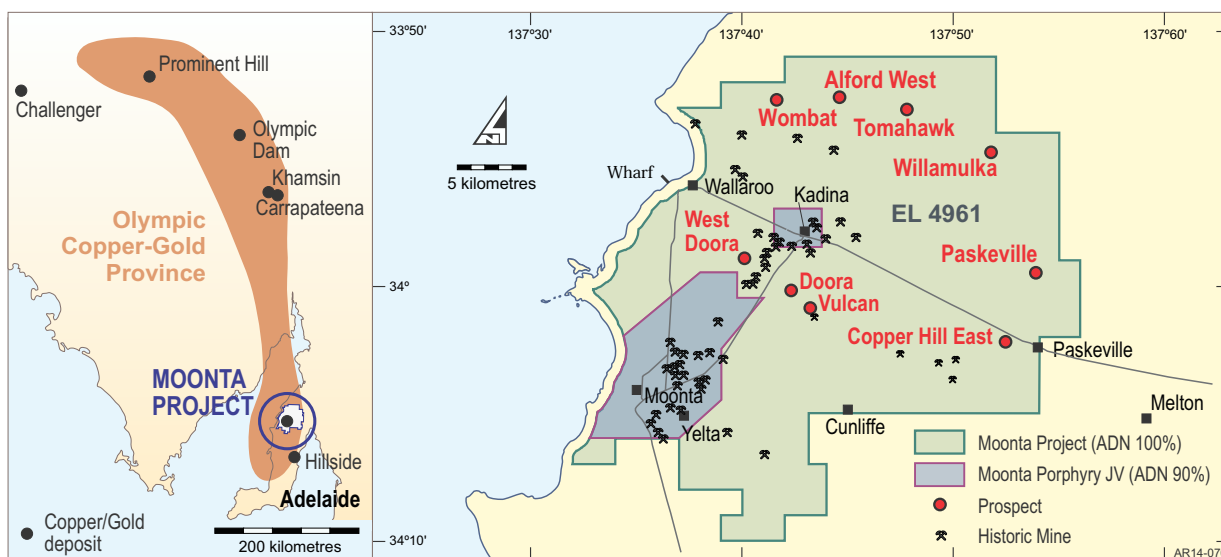 Prominent Hill
Challenger
Olympic
Dam
Khamsin
Carrapateena
Olympic
Copper-Gold
Province
MOONTA
PROJECT
Hillside
Adelaide
Copper/Gold
deposit
200 kilometres
33°50'
137°30'
137°40'
137°50'
137°60'
N
5 kilometres
Alford West
Wombat
Tomahawk
Willamulka
Wharf
Wallaroo
Kadina
EL 4961
West
Doora
Paskeville
34°
Doora
Vulcan
Copper Hill East
Paskeville
Moonta
Yelta
Cunliffe
Melton
Moonta Project (ADN 100%)
Moonta Porphyry JV (ADN 90%)
Prospect
Historic Mine
34°10'
AR14-07